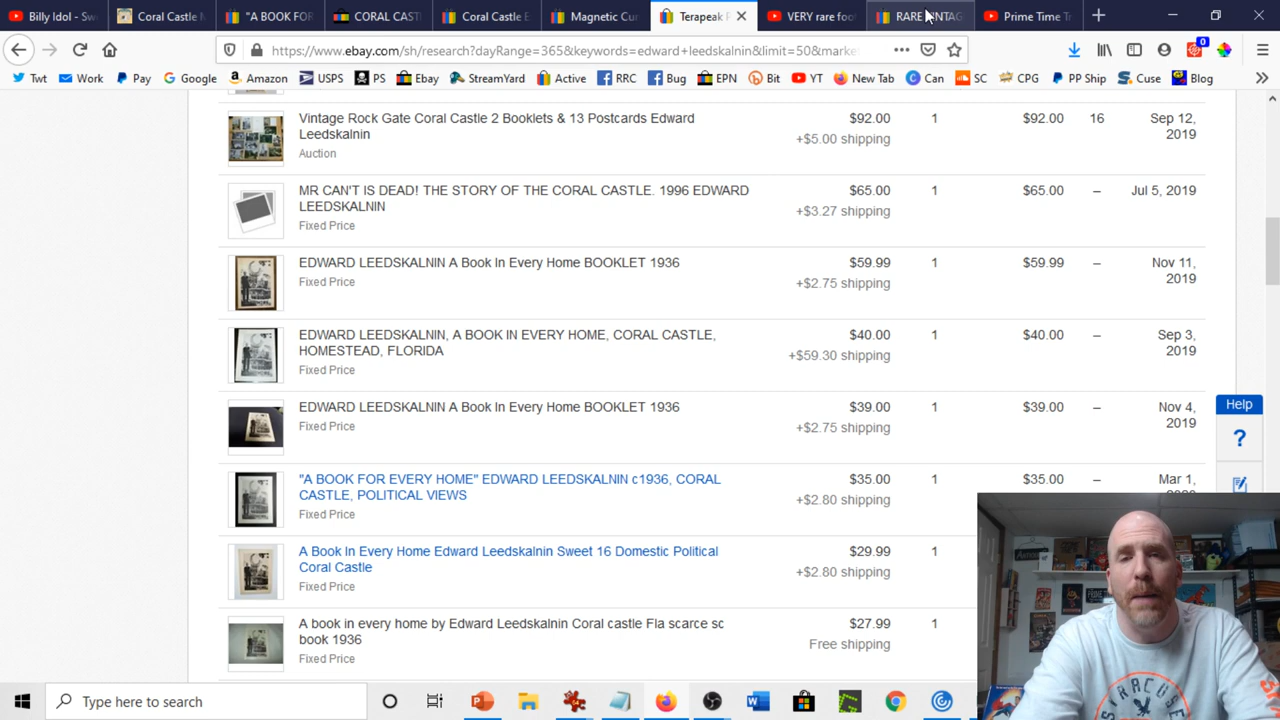 Billy Idol - Sw
Coral Castle M
"A BOOK FOR
CORAL CAST
Coral Castle E
Magnetic Cur
Terapeak R
VERY rare foo
RARE VINTAG
Prime Time Tr
https://www.ebay.com/sh/research?dayrange=365&keywords=edward+leedskalnin&limit=50&marke
0
Twt
Work
Pay
Google
Amazon
USPS
PS
Ebay
StreamYard
Active
RRC
Bug
EPN
Bit
YT
New Tab
Can
SC
CPG
PP Ship
Cuse
Blog
Vintage Rock Gate Coral Castle 2 Booklets & 13 Postcards Edward
Leedskalnin
Auction
$92.00
+$5.00 shipping
1
$92.00
16
Sep 12,
2019
MR CAN'T IS DEAD! THE STORY OF THE CORAL CASTLE. 1996 EDWARD
LEEDSKALNIN
Fixed Price
$65.00
+$3.27 shipping
1
$65.00
–
Jul 5, 2019
EDWARD LEEDSKALNIN A Book In Every Home BOOKLET 1936
Fixed Price
$59.99
+$2.75 shipping
1
$59.99
–
Nov 11,
2019
EDWARD LEEDSKALNIN, A BOOK IN EVERY HOME, CORAL CASTLE,
HOMESTEAD, FLORIDA
Fixed Price
$40.00
+$59.30 shipping
1
$40.00
–
Sep 3,
2019
EDWARD LEEDSKALNIN A Book In Every Home BOOKLET 1936
Fixed Price
$39.00
+$2.75 shipping
1
$39.00
–
Nov 4,
2019
Help
?
"A BOOK FOR EVERY HOME" EDWARD LEEDSKALNIN c1936, CORAL
CASTLE, POLITICAL VIEWS
Fixed Price
$35.00
+$2.80 shipping
1
$35.00
–
Mar 1,
A Book In Every Home Edward Leedskalnin Sweet 16 Domestic Political
Coral Castle
Fixed Price
$29.99
+$2.80 shipping
1
A book in every home by Edward Leedskalnin Coral castle Fla scarce sc
book 1936
Fixed Price
$27.99
Free shipping
1
SYRACUSE
Type here to search